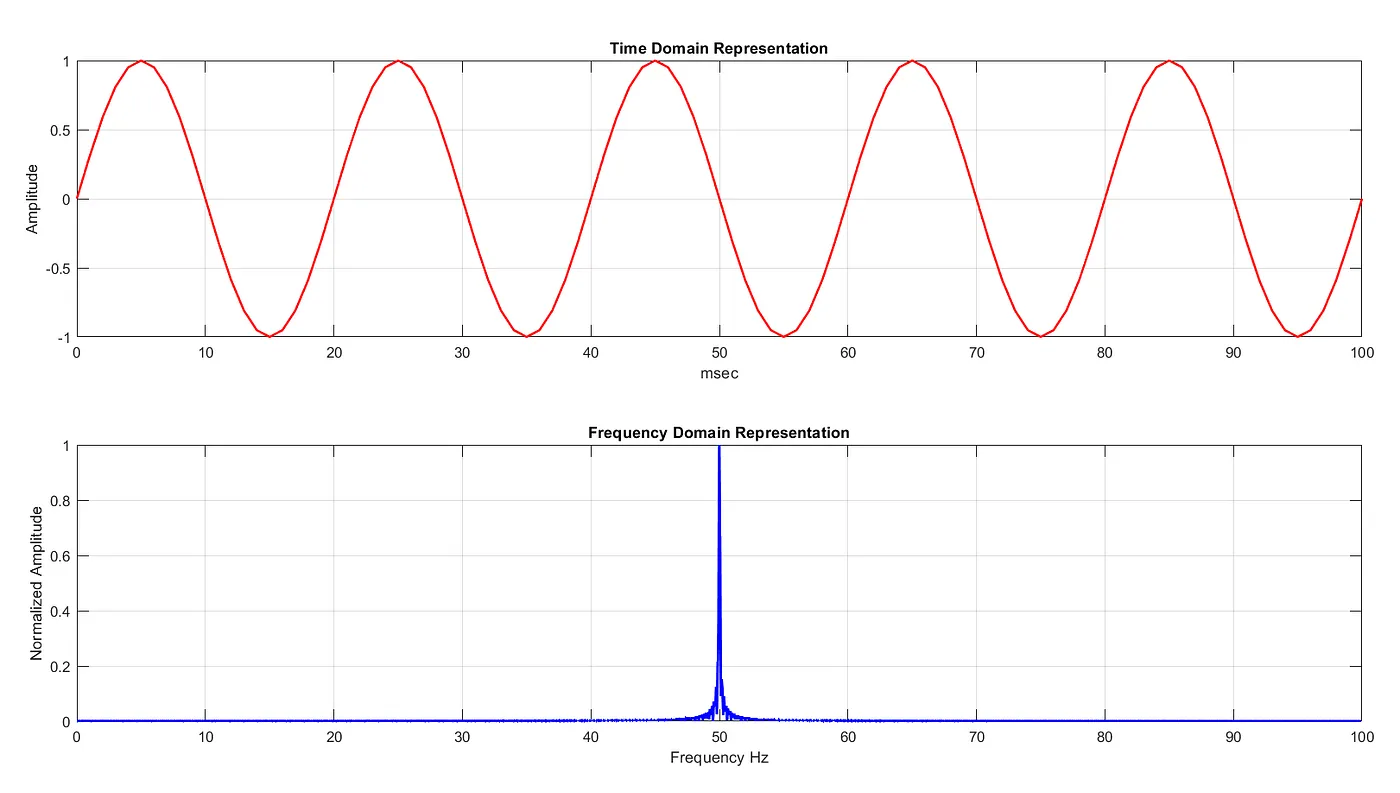 Time Domain Representation
1
0.5
0
-0.5
-1
Amplitude
0 10 20 30 40 50 60 70 80 90 100
msec
Frequency Domain Representation
1
0.8
0.6
0.4
0.2
0
Normalized Amplitude
0 10 20 30 40 50 60 70 80 90 100
Frequency Hz